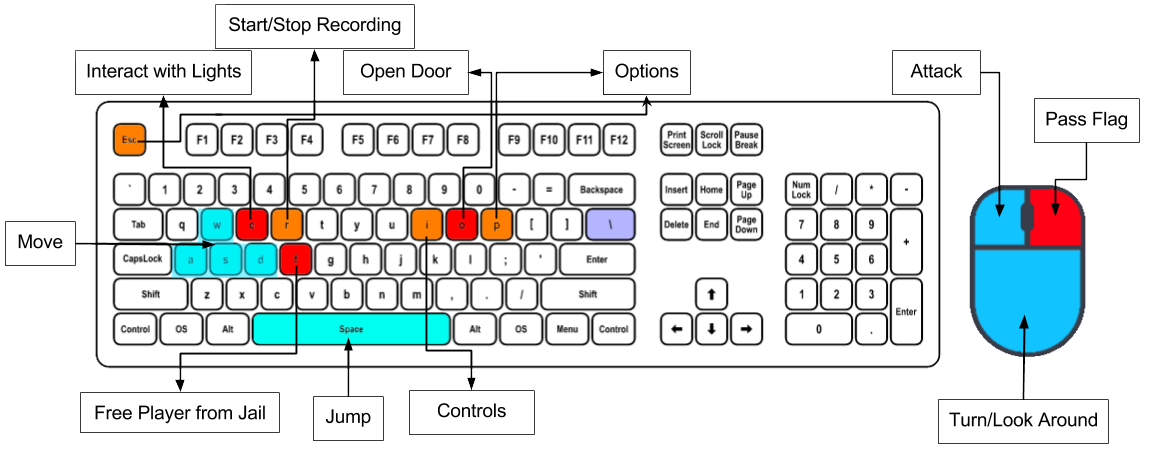 Start/Stop Recording
Interact with Lights
Open Door
Options
Attack
Pass Flag
Esc F1 F2 F3 F4 F5 F6 F7 F8 F9 F10 F11 F12 Print Screen Scroll Lock Pause Break
` 1 2 3 4 5 6 7 8 9 0 - = Backspace Insert Home Page Up Num Lock / * -
Tab q w e r t y u i o p [ ] \ Delete End Page Down 7 8 9 +
Move
CapsLock a s d f g h j k l ; ' Enter 4 5 6
Shift z x c v b n m , . / Shift 1 2 3 Enter
Control OS Alt Space Alt OS Menu Control 0 .
Free Player from Jail
Jump
Controls
Turn/Look Around